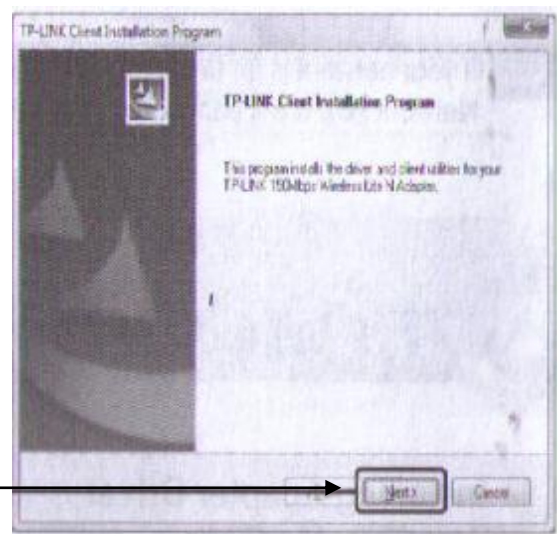 TP-LINK Client Installation Program
TP-LINK Client Installation Program
This program installs the driver and client utilities for your
TP-LINK 150Mbps Wireless Lite N Adapter.
Next >
Cancel